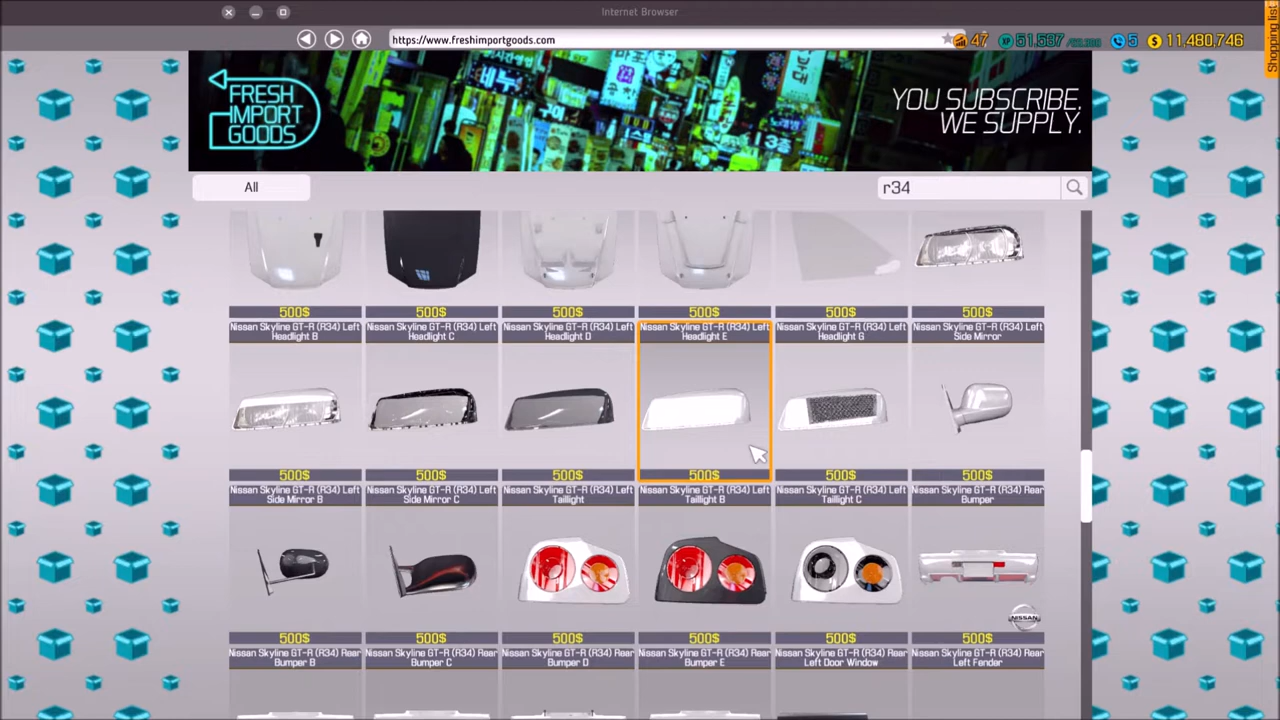 Internet Browser
https://www.freshimportgoods.com
47
5
11,480,746
Shopping list
FRESH
IMPORT
GOODS
YOU SUBSCRIBE.
WE SUPPLY.
All
r34
500$
500$
500$
500$
500$
500$
Nissan Skyline GT-R (R34) Left
Headlight B
Nissan Skyline GT-R (R34) Left
Headlight C
Nissan Skyline GT-R (R34) Left
Headlight D
Nissan Skyline GT-R (R34) Left
Headlight E
Nissan Skyline GT-R (R34) Left
Headlight G
Nissan Skyline GT-R (R34) Left
Side Mirror
500$
500$
500$
500$
500$
500$
Nissan Skyline GT-R (R34) Left
Side Mirror B
Nissan Skyline GT-R (R34) Left
Side Mirror C
Nissan Skyline GT-R (R34) Left
Taillight
Nissan Skyline GT-R (R34) Left
Taillight B
Nissan Skyline GT-R (R34) Left
Taillight C
Nissan Skyline GT-R (R34) Rear
Bumper
NISSAN
500$
500$
500$
500$
500$
500$
Nissan Skyline GT-R (R34) Rear
Bumper B
Nissan Skyline GT-R (R34) Rear
Bumper C
Nissan Skyline GT-R (R34) Rear
Bumper D
Nissan Skyline GT-R (R34) Rear
Bumper E
Nissan Skyline GT-R (R34) Rear
Left Door Window
Nissan Skyline GT-R (R34) Rear
Left Fender